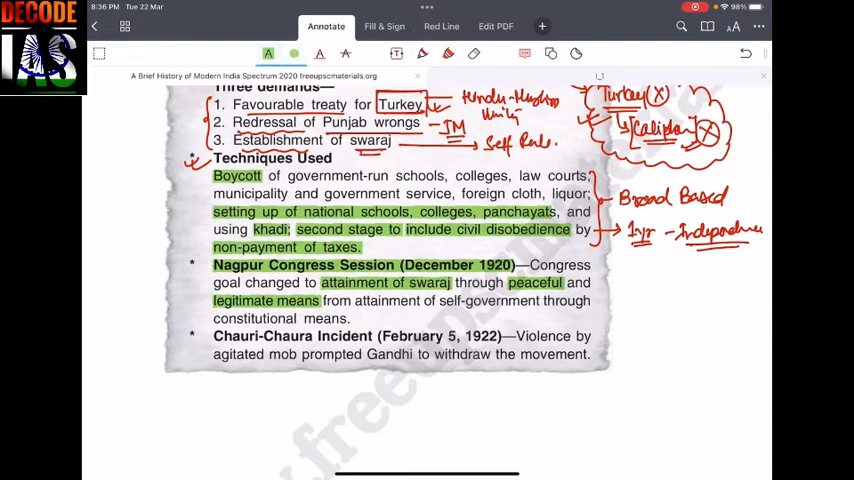 DECODE
IAS
8:36 PM Tue 22 Mar
98%
Annotate
Fill & Sign
Red Line
Edit PDF
A Brief History of Modern India Spectrum 2020 freeupscmaterials.org
Three demands—
1. Favourable treaty for Turkey
Hindu-Muslim
Unity
Turkey
2. Redressal of Punjab wrongs
Caliphate
3. Establishment of swaraj
Self Rule.
* Techniques Used
Boycott of government-run schools, colleges, law courts;
municipality and government service, foreign cloth, liquor;
Broad Based
setting up of national schools, colleges, panchayats, and
using khadi; second stage to include civil disobedience by
1yr - Independence
non-payment of taxes.
* Nagpur Congress Session (December 1920)—Congress
goal changed to attainment of swaraj through peaceful and
legitimate means from attainment of self-government through
constitutional means.
* Chauri-Chaura Incident (February 5, 1922)—Violence by
agitated mob prompted Gandhi to withdraw the movement.